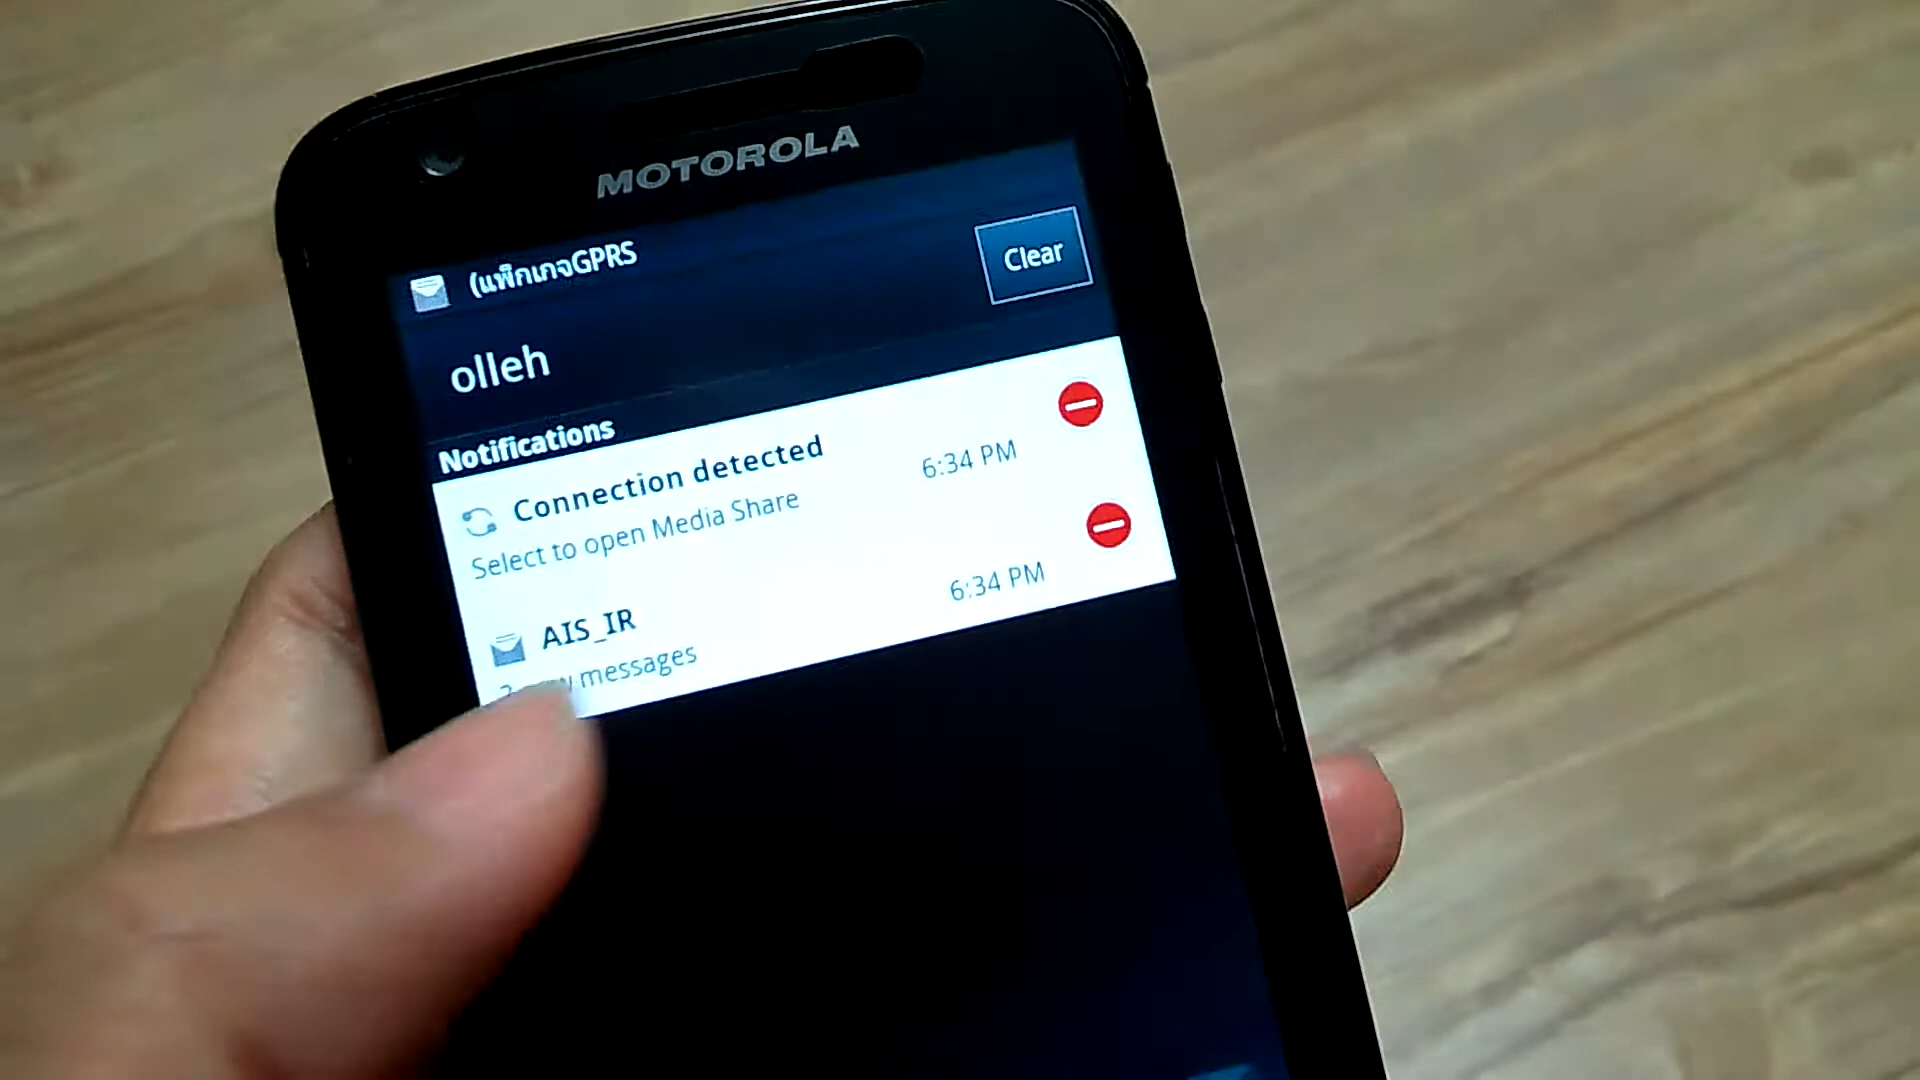 MOTOROLA
(แพ็กเกจGPRS
Clear
olleh
Notifications
Connection detected
6:34 PM
Select to open Media Share
AIS_IR
6:34 PM
messages